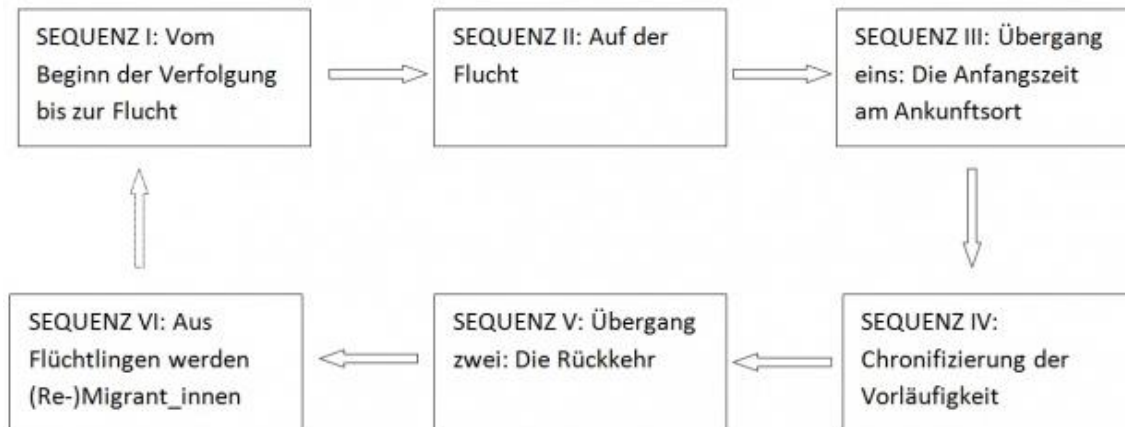 SEQUENZ I: Vom
Beginn der Verfolgung
bis zur Flucht
SEQUENZ II: Auf der
Flucht
SEQUENZ III: Übergang
eins: Die Anfangszeit
am Ankunftsort
SEQUENZ IV:
Chronifizierung der
Vorläufigkeit
SEQUENZ V: Übergang
zwei: Die Rückkehr
SEQUENZ VI: Aus
Flüchtlingen werden
(Re-)Migrant_innen